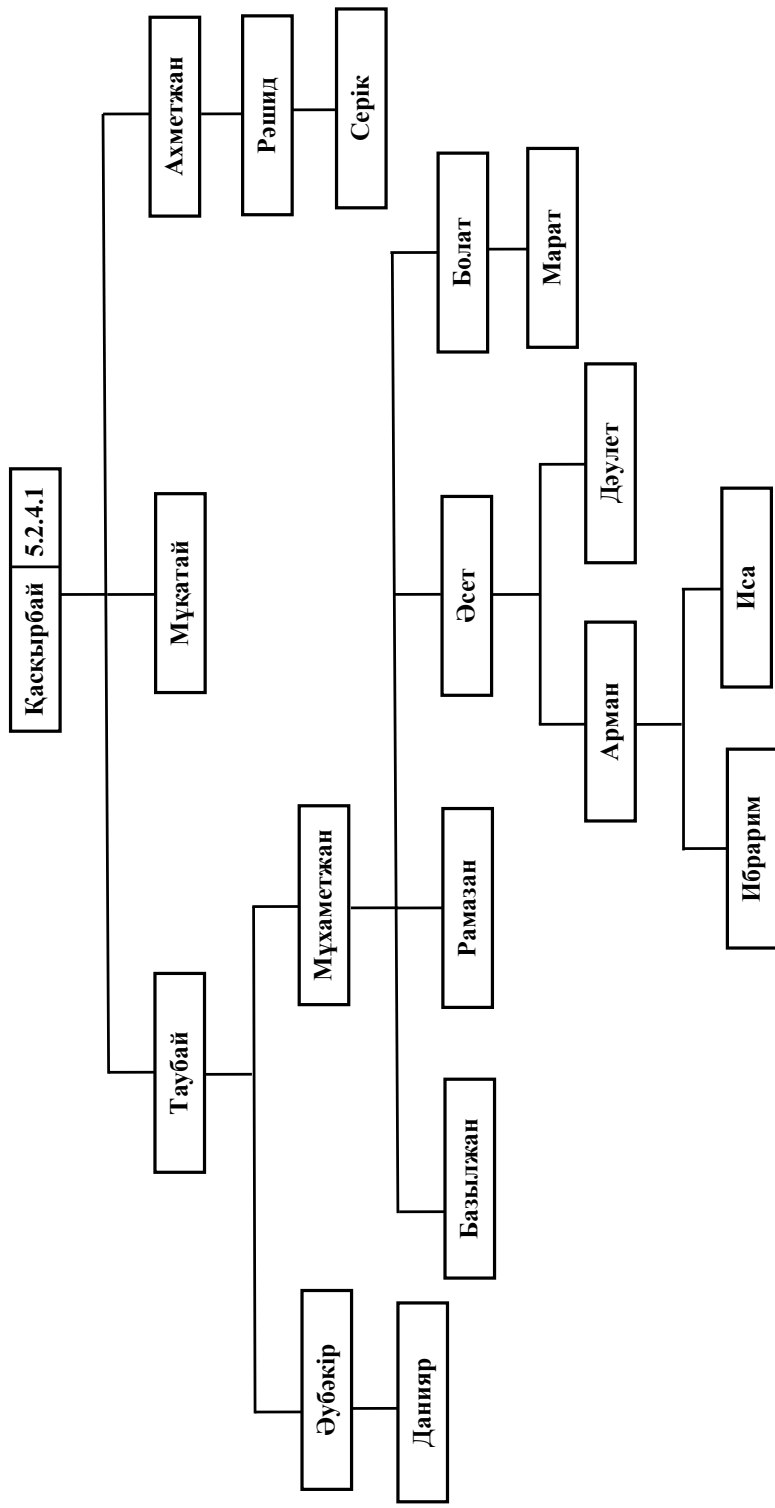 Қасқырбай 5.2.4.1
Таубай
Мұқатай
Ахметжан
Әубәкір
Мұхаметжан
Рәшид
Данияр
Серік
Базылжан
Рамазан
Әсет
Болат
Арман
Дәулет
Марат
Ибрарим
Иса